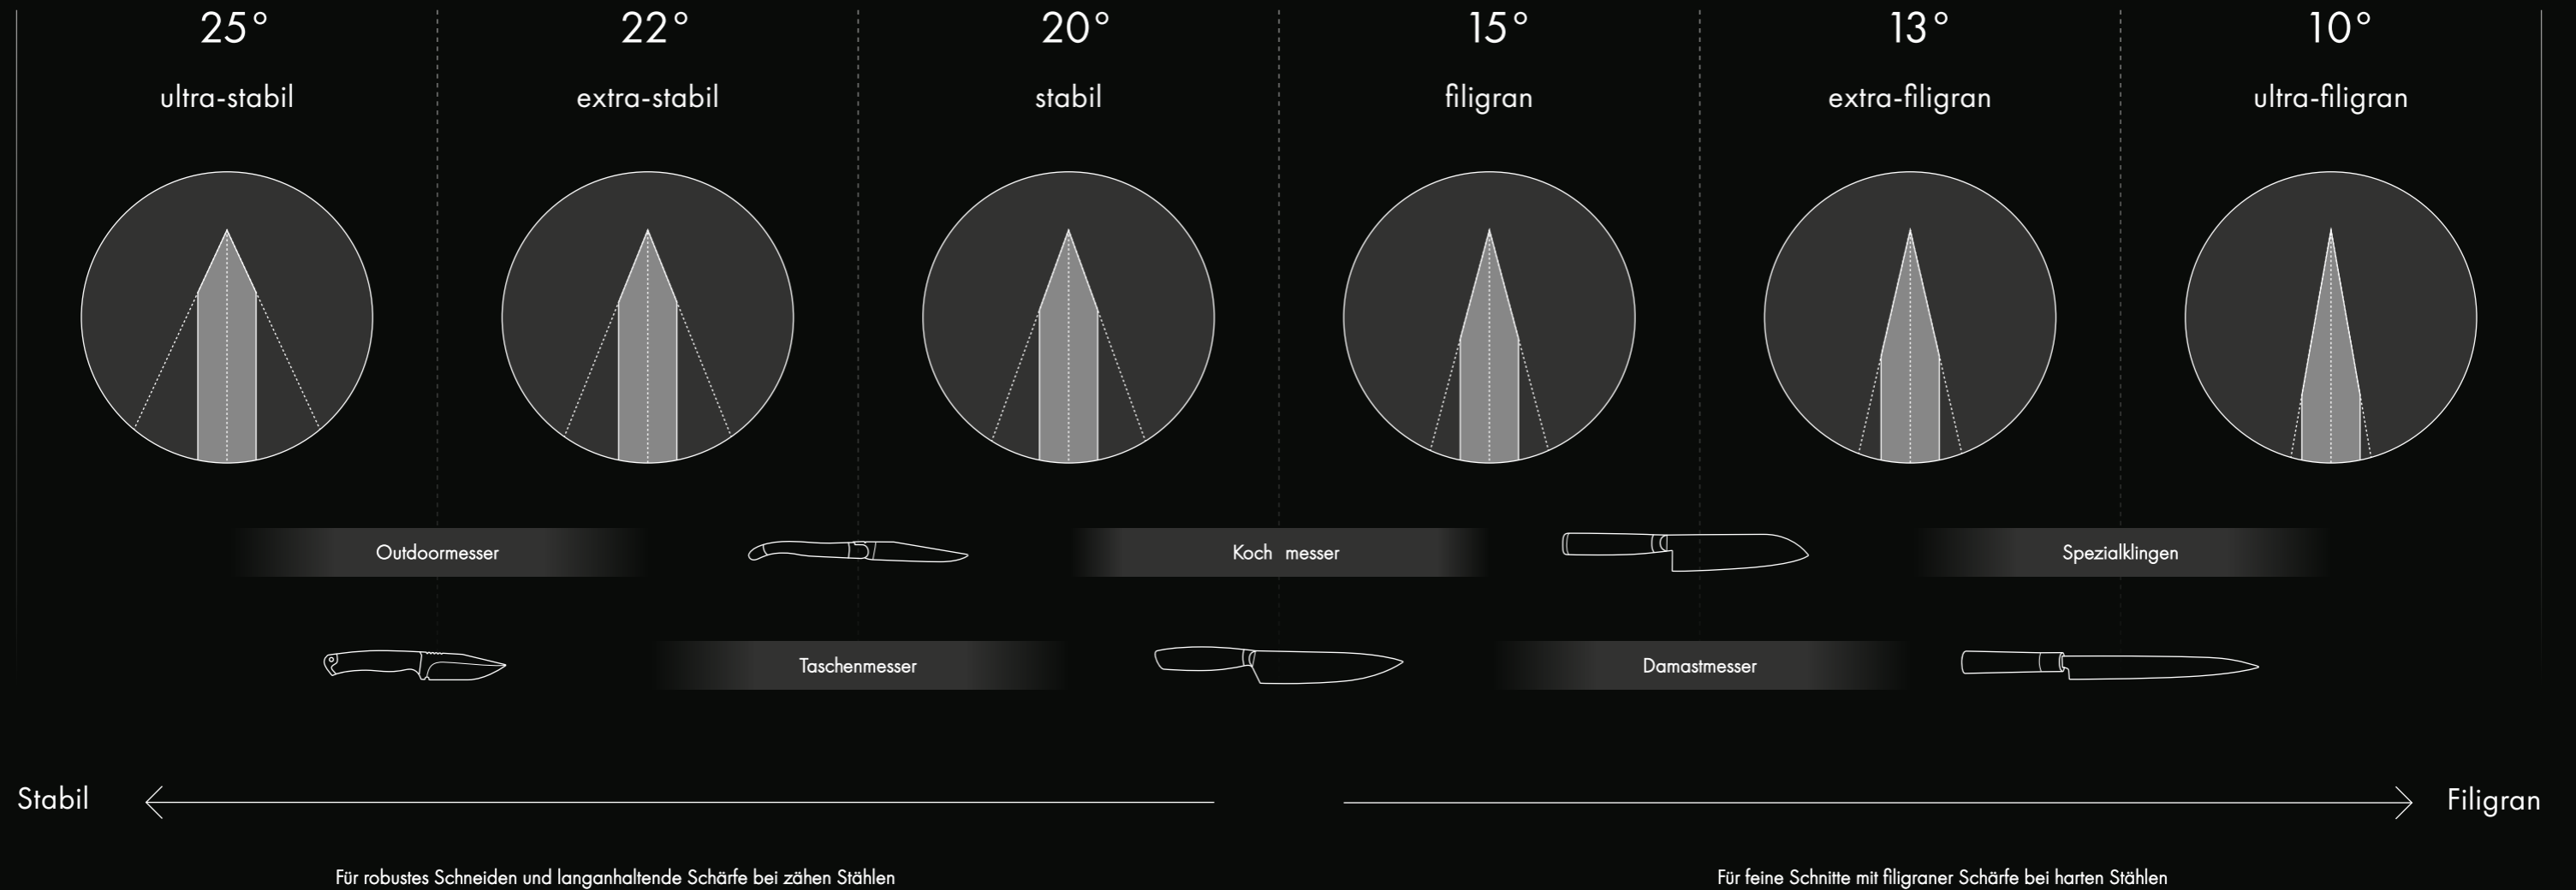 25° 22° 20° 15° 13° 10°
ultra-stabil extra-stabil stabil filigran extra-filigran ultra-filigran
Outdoormesser Koch messer Spezialklingen
Taschenmesser Damastmesser
Stabil Filigran
Für robustes Schneiden und langanhaltende Schärfe bei zähen Stählen Für feine Schnitte mit filigraner Schärfe bei harten Stählen